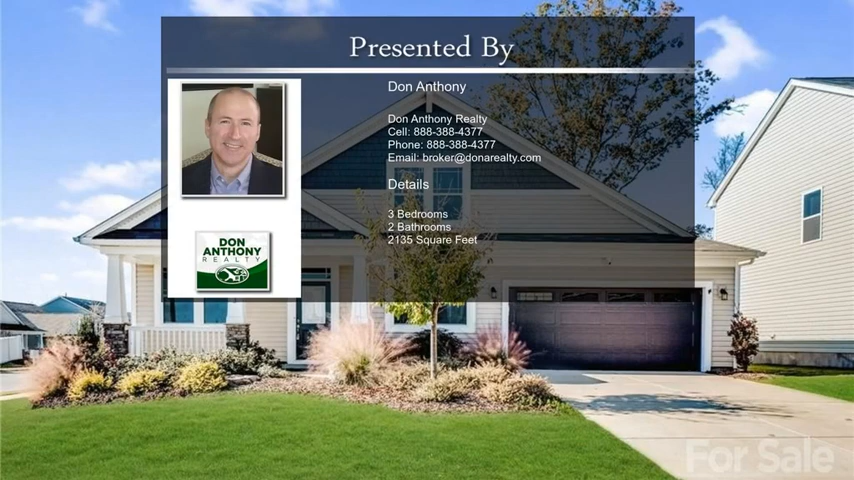 Presented By
Don Anthony
Don Anthony Realty
Cell: 888-388-4377
Phone: 888-388-4377
Email: broker@donarealty.com
Details
3 Bedrooms
2 Bathrooms
2135 Square Feet
DON
ANTHONY
REALTY
For Sale